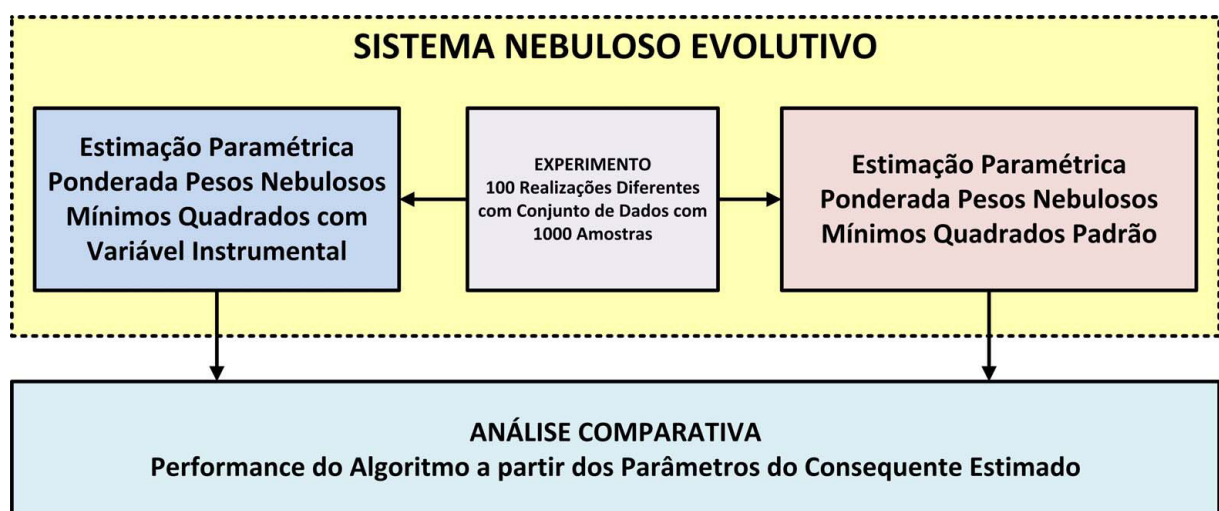 SISTEMA NEBULOSO EVOLUTIVO
Estimação Paramétrica
Ponderada Pesos Nebulosos
Mínimos Quadrados com
Variável Instrumental
EXPERIMENTO
100 Realizações Diferentes
com Conjunto de Dados com
1000 Amostras
Estimação Paramétrica
Ponderada Pesos Nebulosos
Mínimos Quadrados Padrão
ANÁLISE COMPARATIVA
Performance do Algoritmo a partir dos Parâmetros do Consequente Estimado